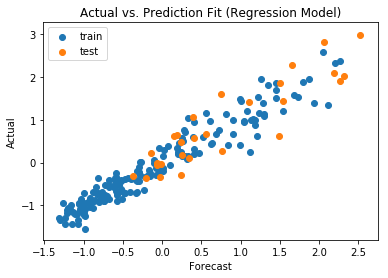 Actual vs. Prediction Fit (Regression Model)
train
test
3
2
1
0
−1
Actual
−1.5 −1.0 −0.5 0.0 0.5 1.0 1.5 2.0 2.5
Forecast